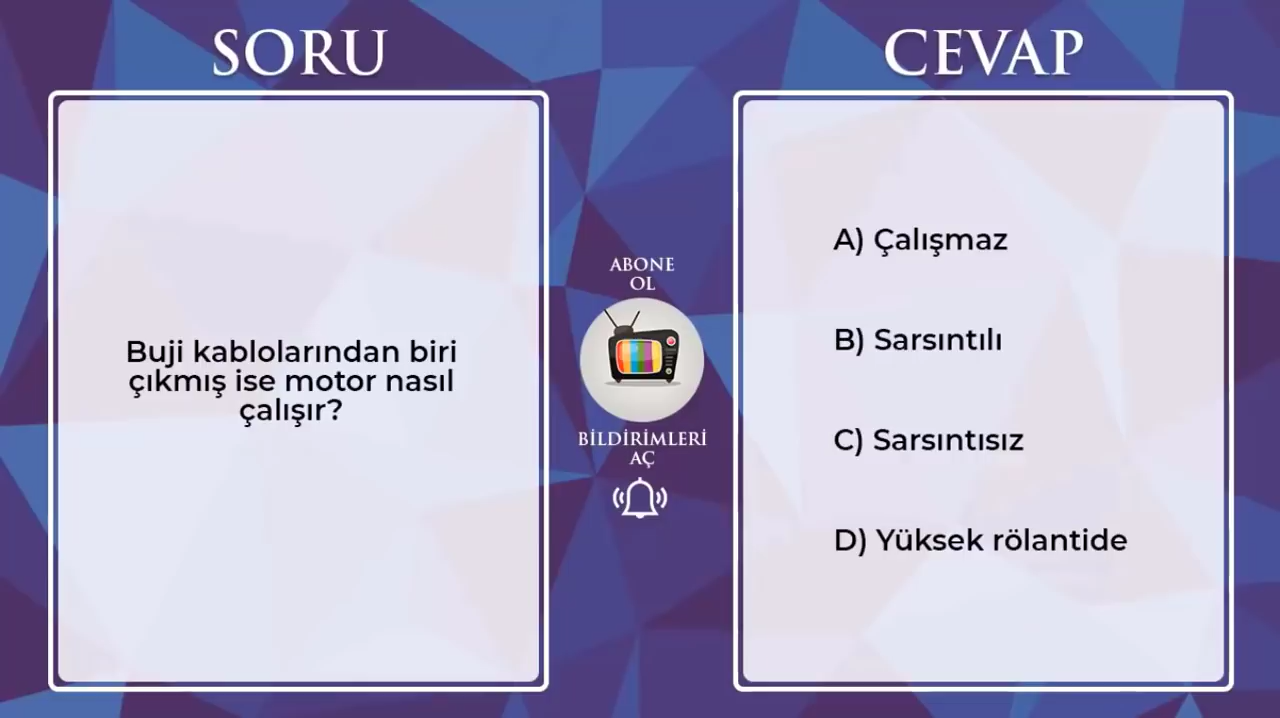 SORU
Buji kablolarından biri
çıkmış ise motor nasıl
çalışır?
ABONE
OL
BİLDİRİMLERİ
AÇ
CEVAP
A) Çalışmaz
B) Sarsıntılı
C) Sarsıntısız
D) Yüksek rölantide